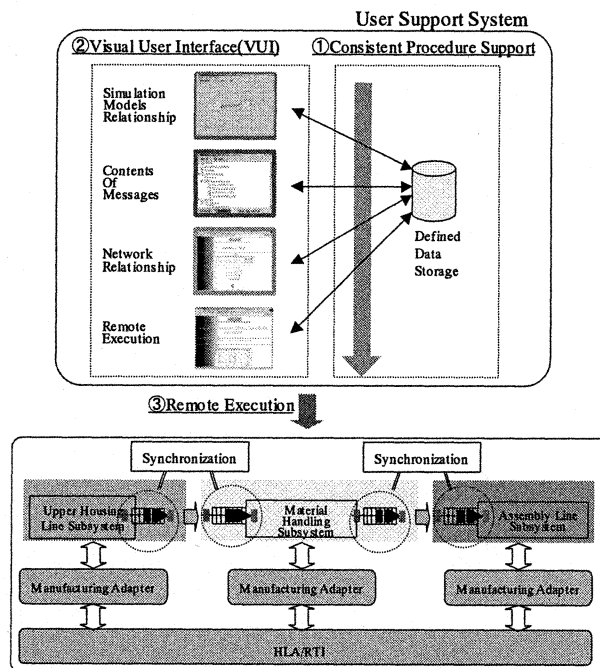 User Support System
②Visual User Interface(VUI)
①Consistent Procedure Support
Simulation
Models
Relationship
Contents
Of
Messages
Network
Relationship
Remote
Execution
Defined
Data
Storage
③Remote Execution
Synchronization
Synchronization
Upper Housing
Line Subsystem
Material
Handling
Subsystem
Assembly Line
Subsystem
Manufacturing Adapter
Manufacturing Adapter
Manufacturing Adapter
HLA/RTI